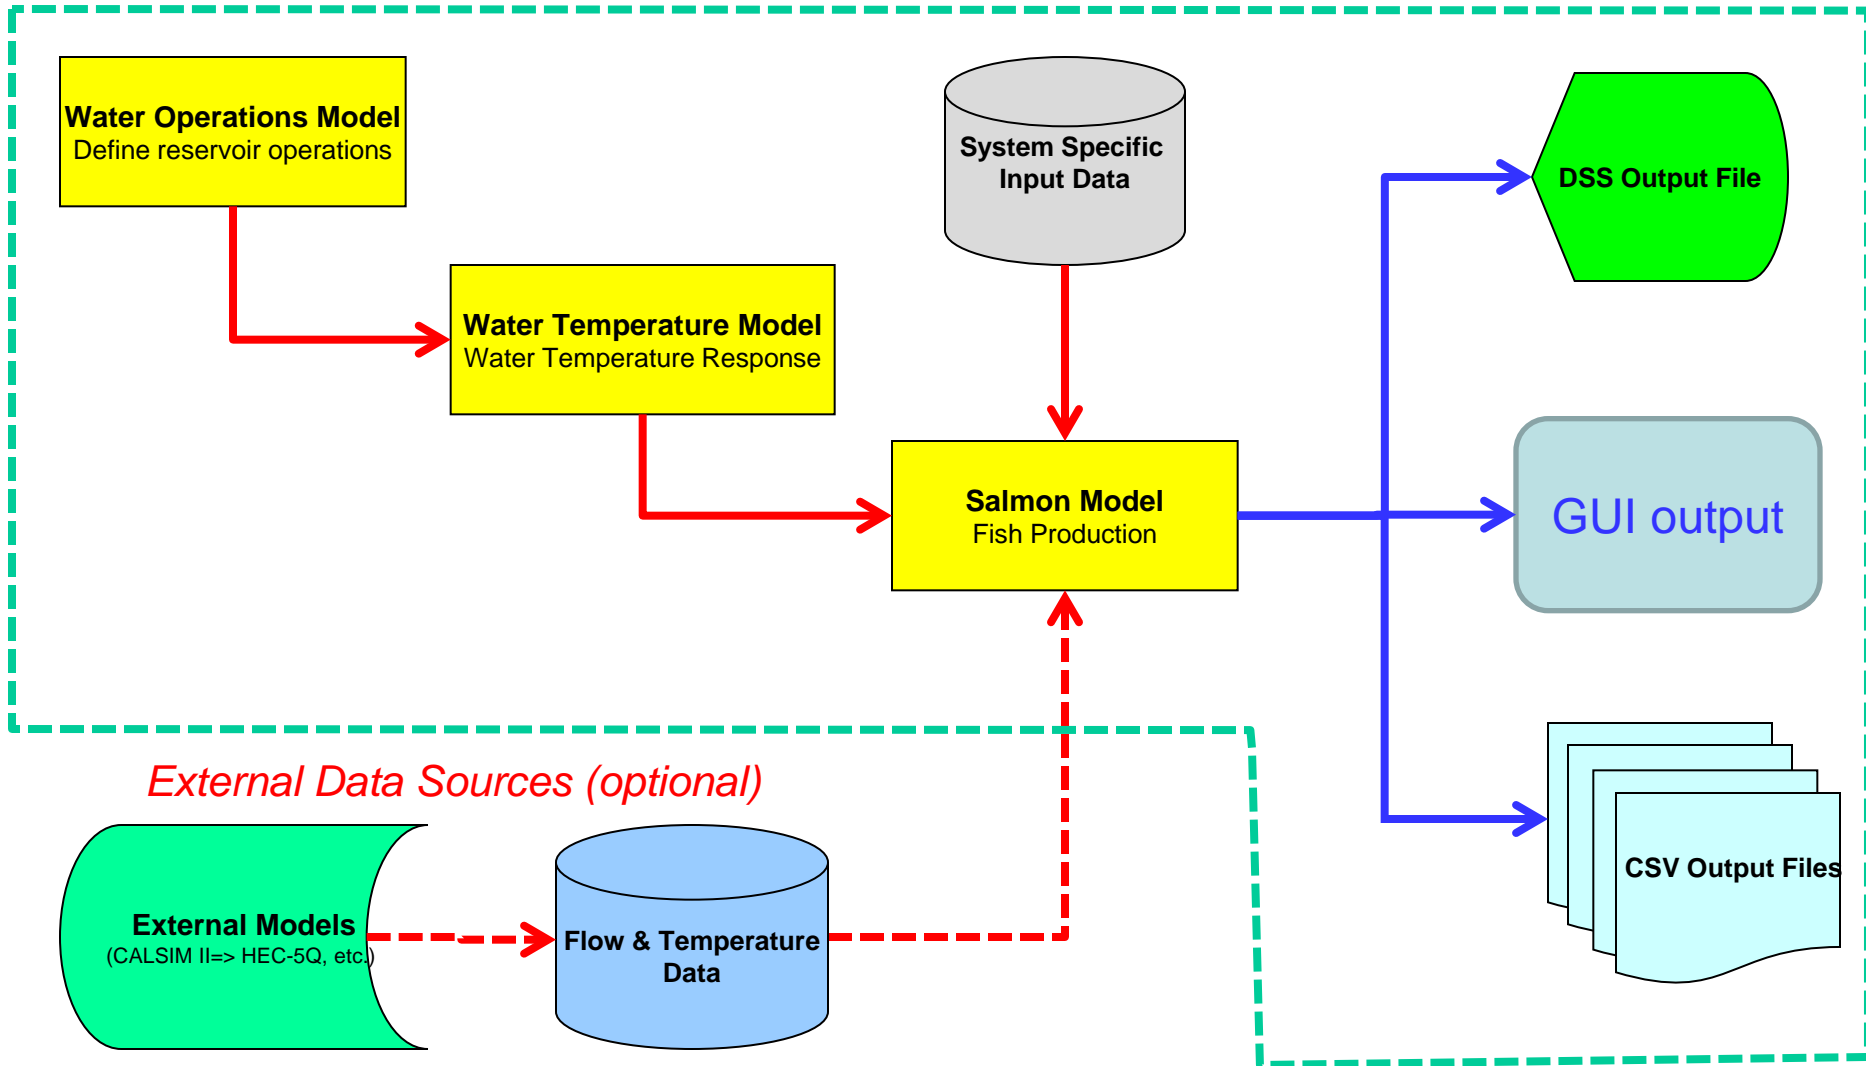 Water Operations Model
Define reservoir operations
System Specific
Input Data
DSS Output File
Water Temperature Model
Water Temperature Response
Salmon Model
Fish Production
GUI output
External Data Sources (optional)
External Models
(CALSIM II=> HEC-5Q, etc.)
Flow & Temperature
Data
CSV Output Files